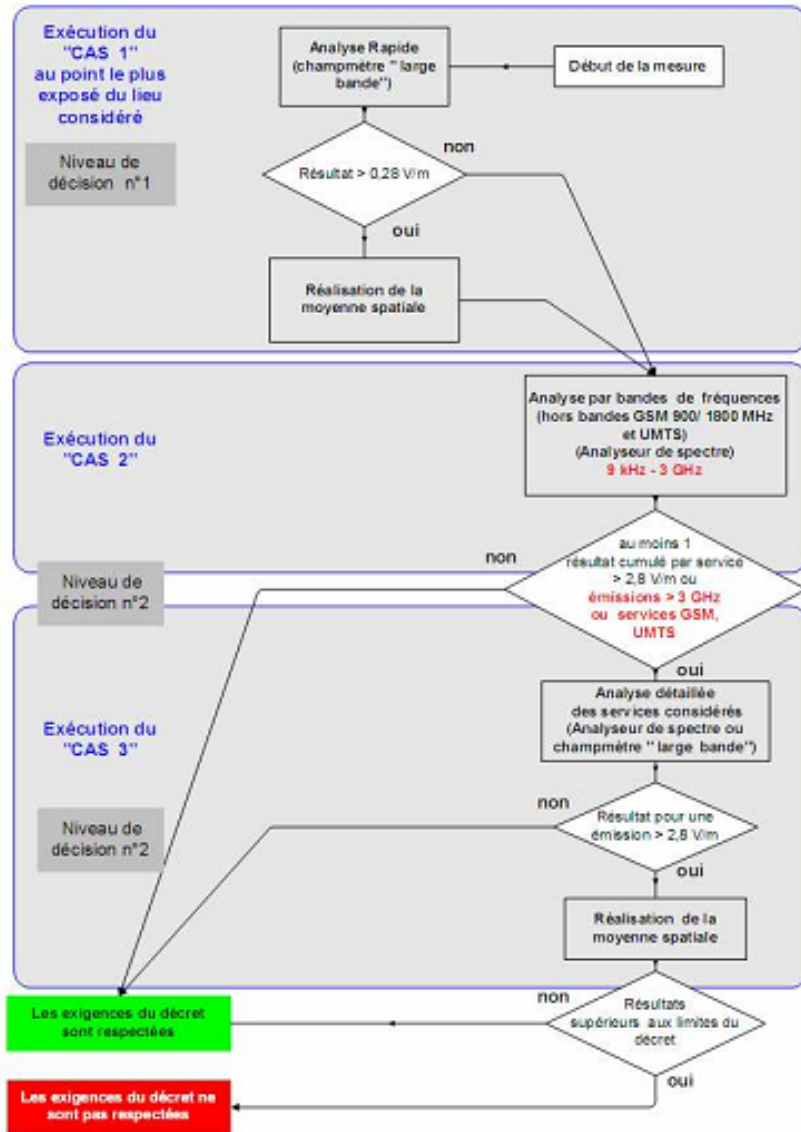 Exécution du
"CAS 1"
au point le plus
exposé du lieu
considéré
Niveau de
décision n°1
Analyse Rapide
(champmètre " large
bande")
Début de la mesure
Résultat > 0,28 V/m
non
oui
Réalisation de la
moyenne spatiale
Exécution du
"CAS 2"
Analyse par bandes de fréquences
(hors bandes GSM 900/ 1800 MHz
et UMTS)
(Analyseur de spectre)
9 kHz - 3 GHz
non
au moins 1
résultat cumulé par service
> 2,8 V/m ou
émissions > 3 GHz
ou services GSM,
UMTS
oui
Niveau de
décision n°2
Exécution du
"CAS 3"
Analyse détaillée
des services considérés
(Analyseur de spectre ou
champmètre " large bande")
non
Résultat pour une
émission > 2,8 V/m
oui
Niveau de
décision n°2
Réalisation de la
moyenne spatiale
non
Résultats
supérieurs aux limites du
décret
oui
Les exigences du décret
sont respectées
Les exigences du décret ne
sont pas respectées